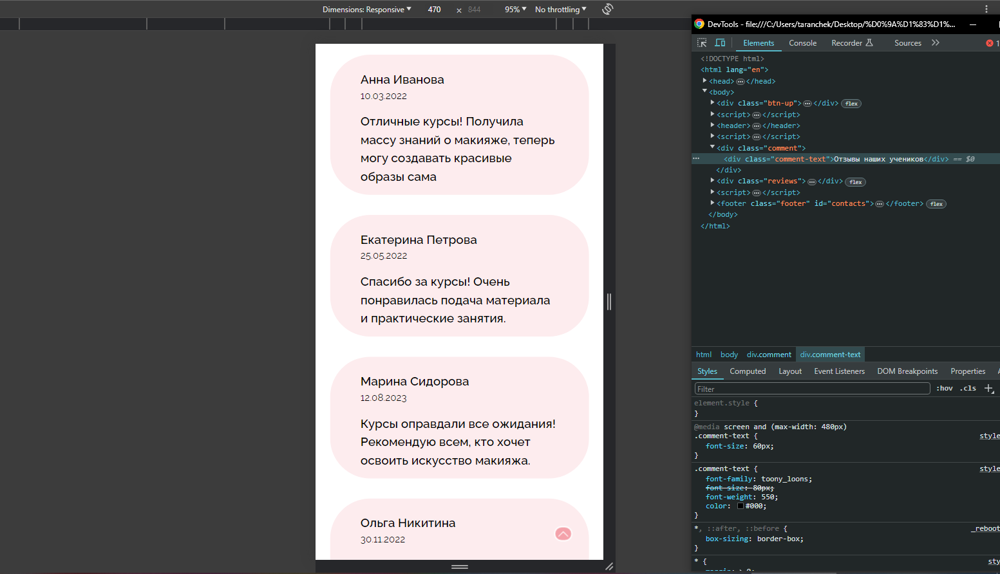 Dimensions: Responsive 470 × 844 95% No throttling
DevTools - file:///C:/Users/taranchek/Desktop/%D0%9A%D1%83%D1%...
Elements Console Recorder Sources 1
<!DOCTYPE html>
<html lang="en">
<head> </head>
<body>
<div class="btn-up"> </div> flex
<script> </script>
<header> </header>
<script> </script>
<div class="comment">
<div class="comment-text">Отзывы наших учеников</div> == $0
</div>
<div class="reviews"> </div> flex
<script> </script>
<footer class="footer" id="contacts"> </footer> flex
</body>
</html>
html body div.comment div.comment-text
Styles Computed Layout Event Listeners DOM Breakpoints Properties
Filter :hov .cls
element.style {
}
@media screen and (max-width: 480px)
.comment-text { style
font-size: 60px;
}
.comment-text { style
font-family: toony_loons;
font-size: 80px;
font-weight: 550;
color: #000;
}
*, ::after, ::before { _reboot
box-sizing: border-box;
}
* { sty
Анна Иванова
10.03.2022
Отличные курсы! Получила
массу знаний о макияже, теперь
могу создавать красивые
образы сама
Екатерина Петрова
25.05.2022
Спасибо за курсы! Очень
понравилась подача материала
и практические занятия.
Марина Сидорова
12.08.2023
Курсы оправдали все ожидания!
Рекомендую всем, кто хочет
освоить искусство макияжа.
Ольга Никитина
30.11.2022